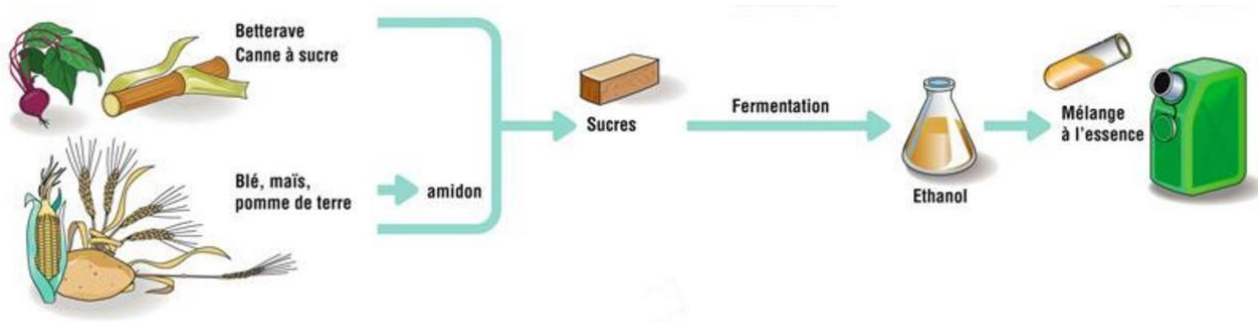 Betterave
Canne à sucre
Blé, maïs,
pomme de terre
amidon
Sucres
Fermentation
Ethanol
Mélange
à l'essence